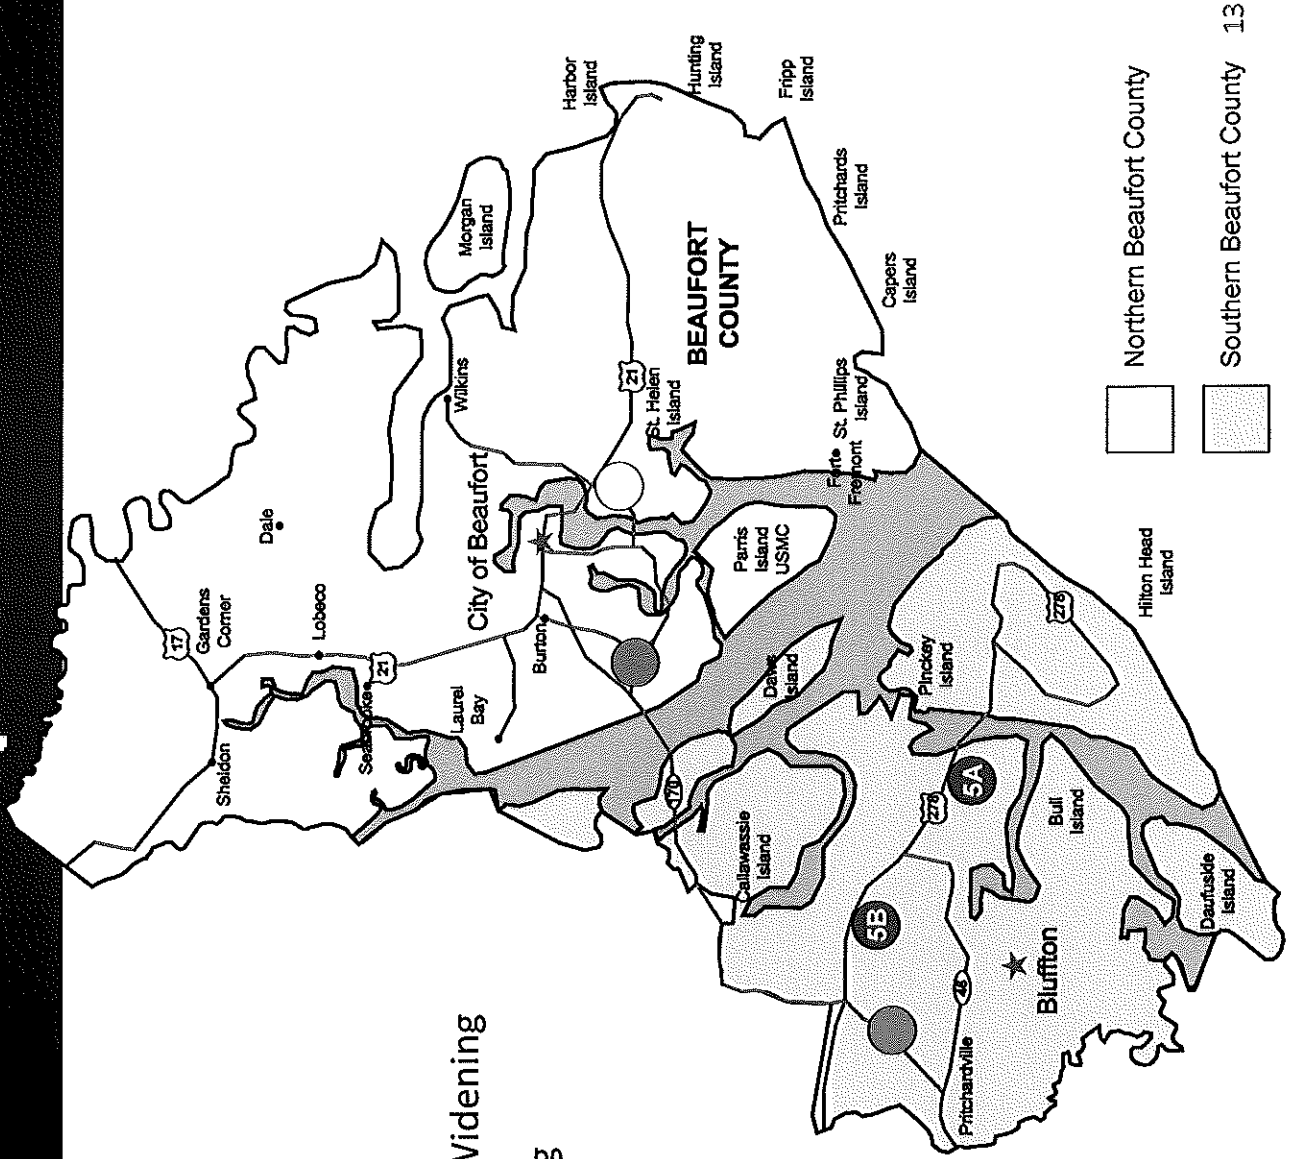 Widening
g
17
Gardens
Corner
Sheldon
Dale
Lobeco
21
Seabrooke
Laurel
Bay
Burton
City of Beaufort
Wilkins
Morgan
Island
Harbor
Island
Hunting
Island
Fripp
Island
21
St. Helen
Island
BEAUFORT
COUNTY
Pritchards
Island
Capers
Island
St. Phillips
Island
Forte
Fremont
Parris
Island
USMC
Daws
Island
170
Callawassie
Island
Pinckey
Island
278
Hilton Head
Island
5A
278
5B
Bull
Island
Daufuside
Island
46
Bluffton
Pritchardville
Northern Beaufort County
Southern Beaufort County
13